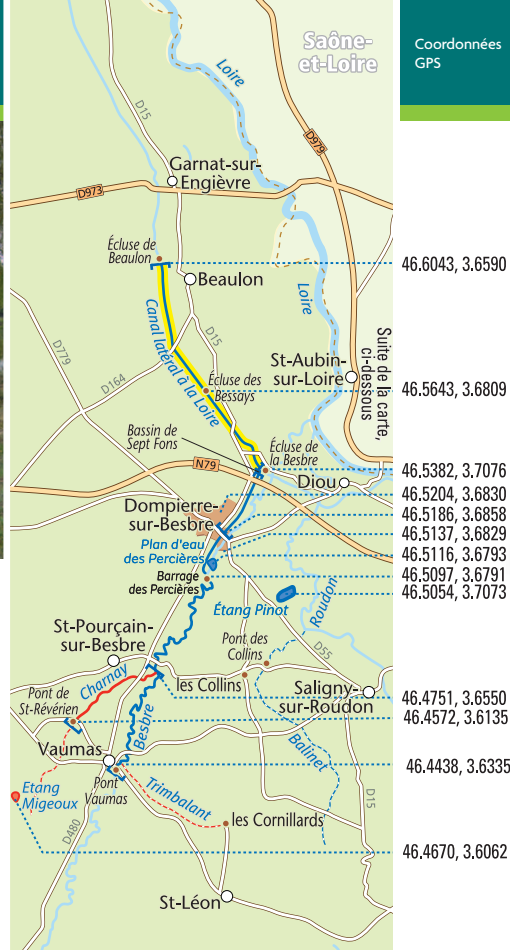 Saône-
et-Loire
Coordonnées
GPS
Loire
D15
D979
Garnat-sur-
Engièvre
D973
Écluse de
Beaulon
46.6043, 3.6590
Beaulon
Loire
Canal latéral à la Loire
D15
D779
D164
St-Aubin-
sur-Loire
Suite de la carte,
ci-dessous
Écluse des
Bessays
46.5643, 3.6809
Bassin de
Sept Fons
Écluse de
la Besbre
N79
46.5382, 3.7076
Diou
46.5204, 3.6830
Dompierre-
sur-Besbre
46.5186, 3.6858
46.5137, 3.6829
Plan d'eau
des Percières
46.5116, 3.6793
Barrage
des Percières
46.5097, 3.6791
46.5054, 3.7073
Étang Pinot
Roudon
St-Pourçain-
sur-Besbre
Pont des
Collins
D55
Charnay
les Collins
Saligny-
sur-Roudon
46.4751, 3.6550
Pont de
St-Révérien
46.4572, 3.6135
Besbre
Balinet
Vaumas
46.4438, 3.6335
Pont
Vaumas
Etang
Migeoux
Trimbalant
D15
D480
les Cornillards
46.4670, 3.6062
St-Léon